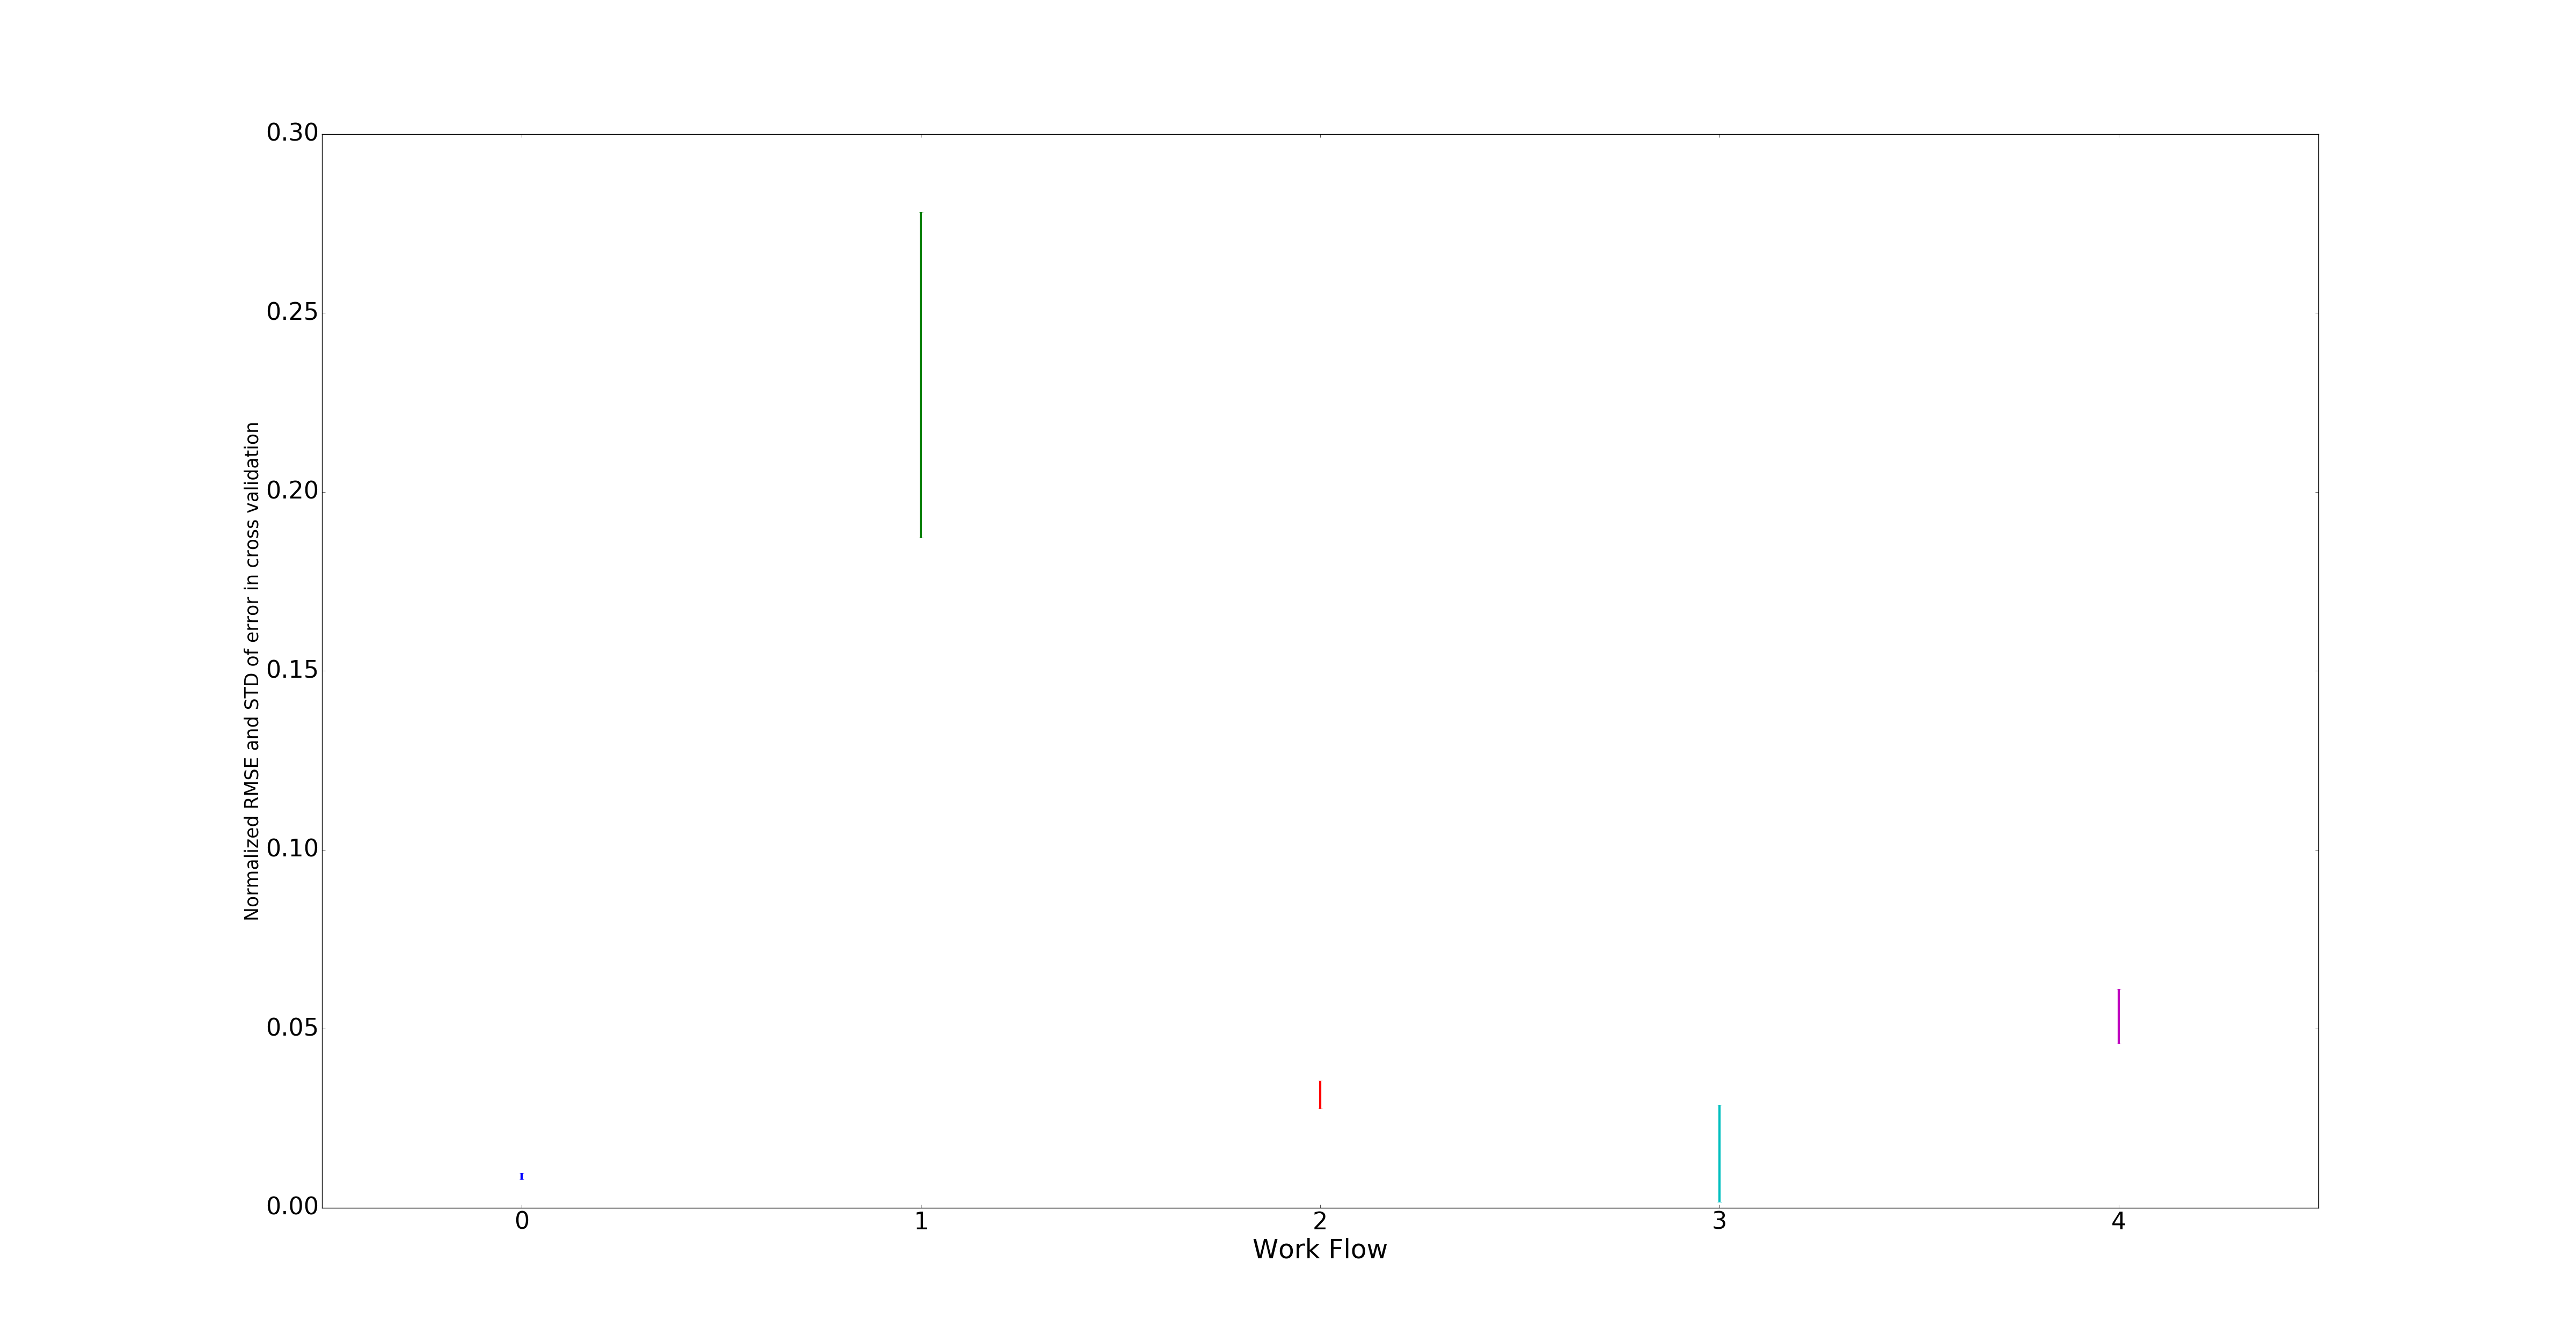 Normalized RMSE and STD of error in cross validation
0.30
0.25
0.20
0.15
0.10
0.05
0.00
0 1 2 3 4
Work Flow